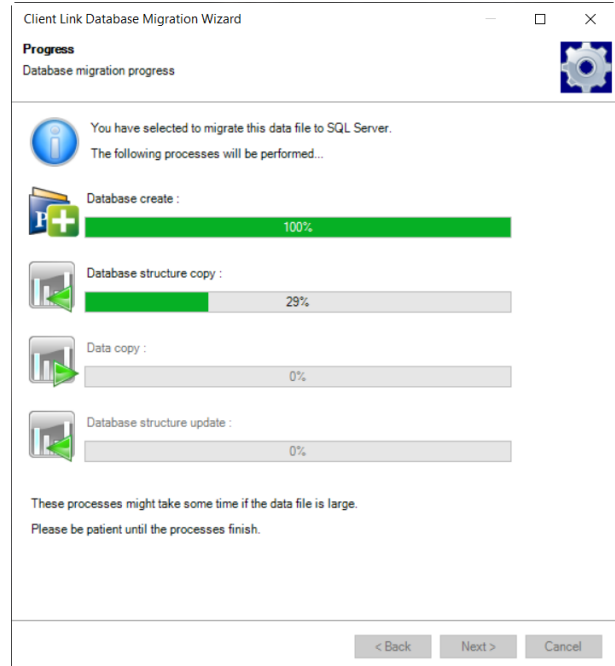 Client Link Database Migration Wizard
Progress
Database migration progress
You have selected to migrate this data file to SQL Server.
The following processes will be performed...
Database create :
100%
Database structure copy :
29%
Data copy :
0%
Database structure update :
0%
These processes might take some time if the data file is large.
Please be patient until the processes finish.
< Back Next > Cancel